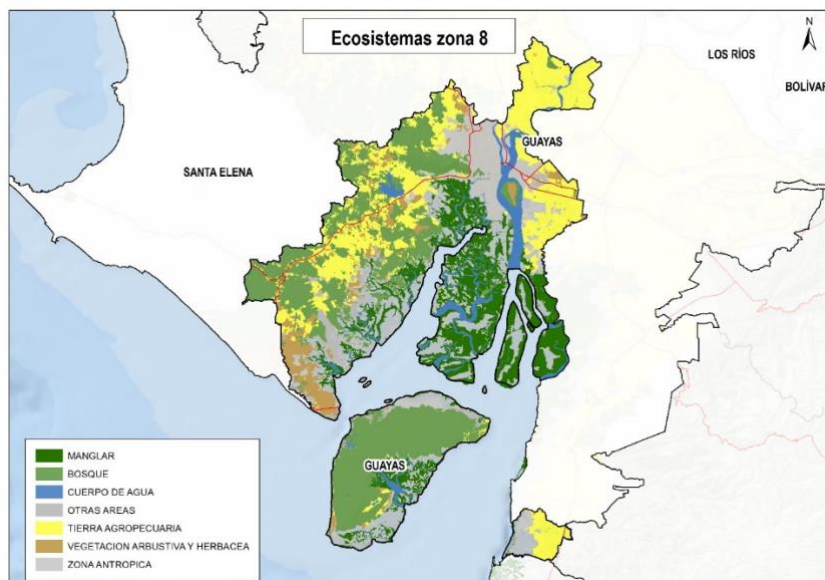 Ecosistemas zona 8
N
LOS RÍOS
BOLÍVAR
GUAYAS
SANTA ELENA
GUAYAS
MANGLAR
BOSQUE
CUERPO DE AGUA
OTRAS AREAS
TIERRA AGROPECUARIA
VEGETACION ARBUSTIVA Y HERBACEA
ZONA ANTROPICA